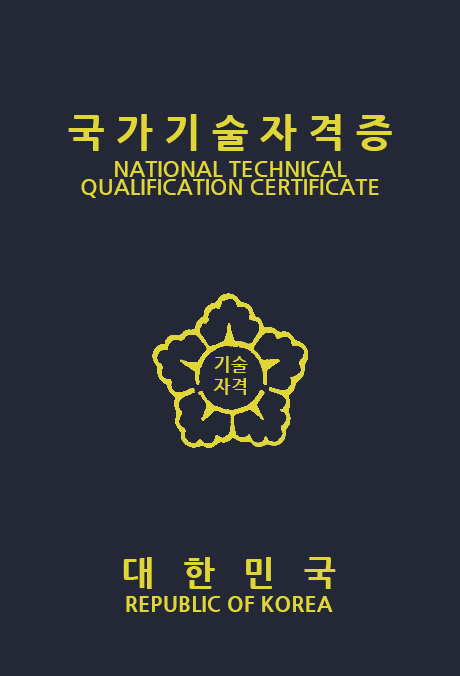 국가기술자격증
NATIONAL TECHNICAL
QUALIFICATION CERTIFICATE
기술
자격
대한민국
REPUBLIC OF KOREA